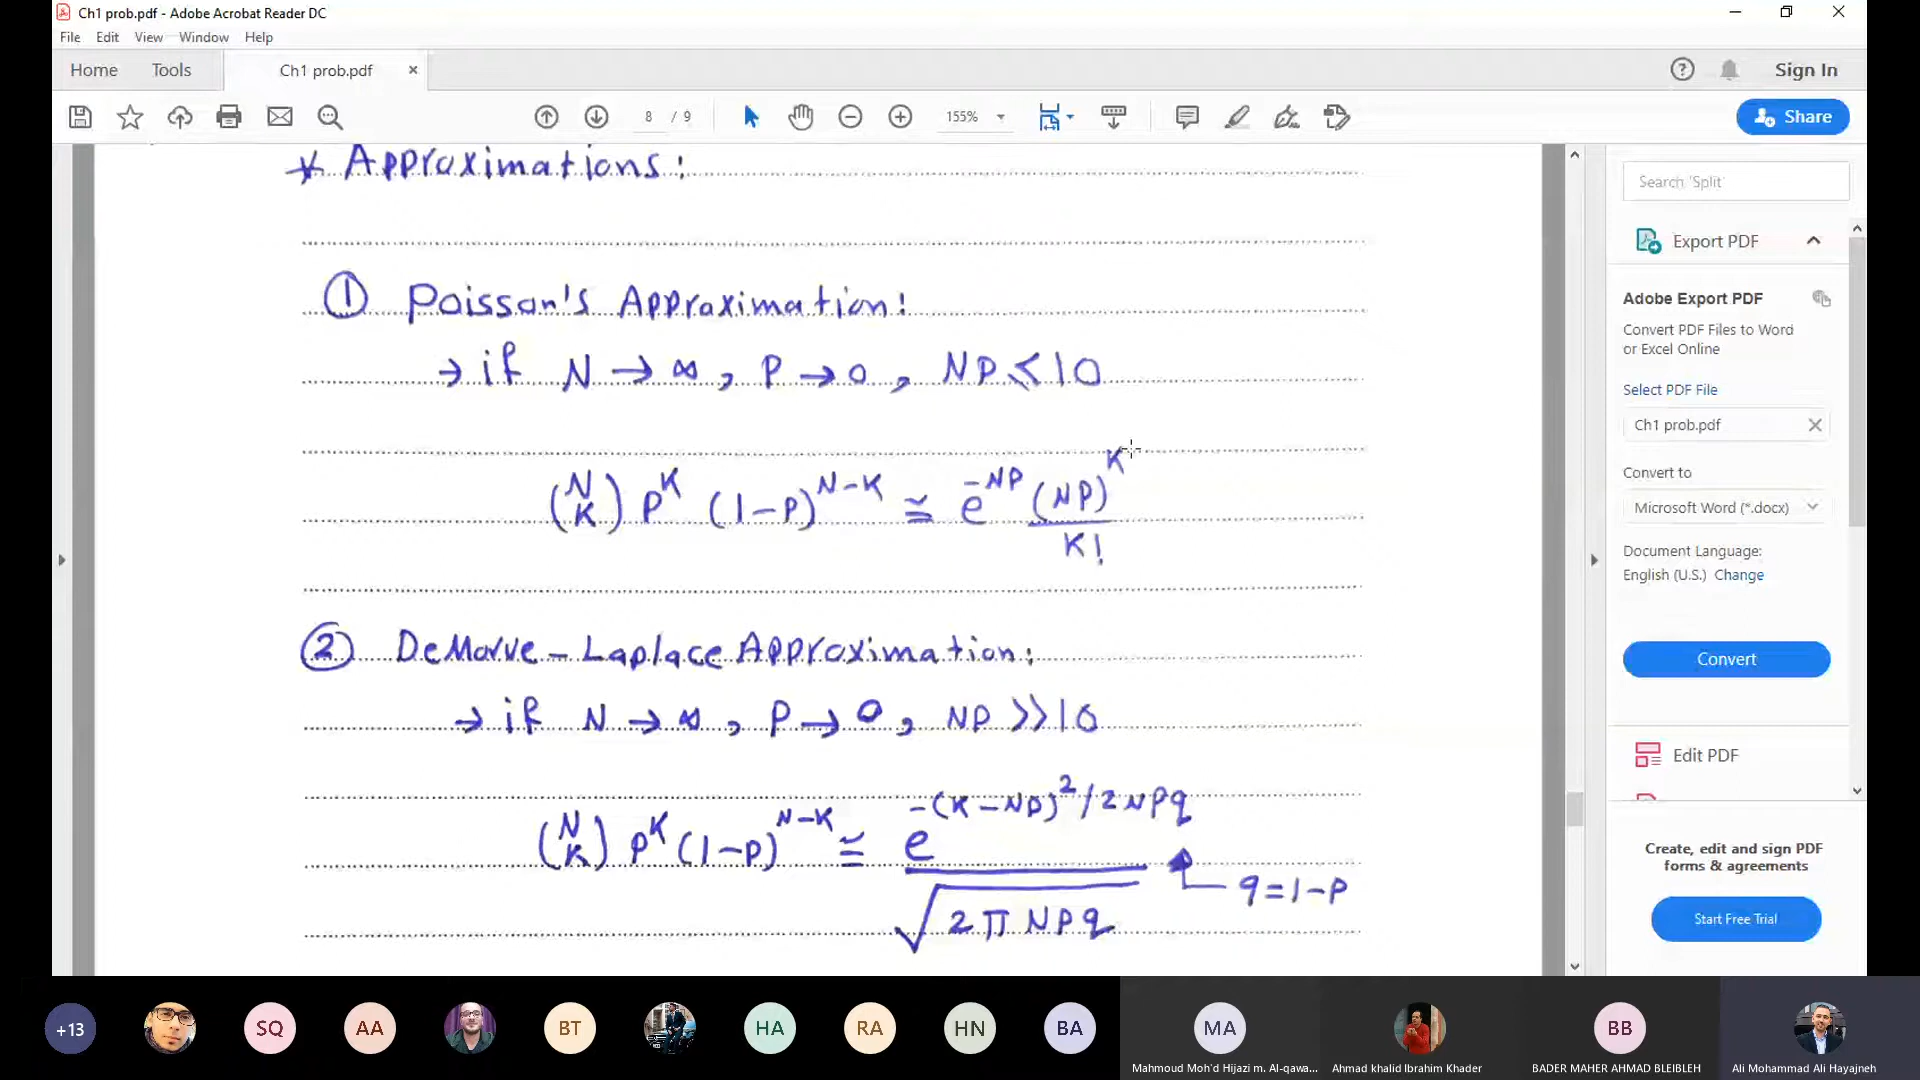 Ch1 prob.pdf - Adobe Acrobat Reader DC
File Edit View Window Help
Home Tools Ch1 prob.pdf × Sign In
8 / 9 155% Share
* Approximations:
① Poisson's Approximation:
→ if N → ∞, P → 0, NP ≤ 10
(N K) P^K (1-P)^{N-K} ≅ e^{-NP} (NP)^K / K!
② DeMorve - Laplace Approximation:
→ if N → ∞, P → 0, NP >> 10
(N K) P^K (1-P)^{N-K} ≅ e^{-(K-NP)^2/2NPq} / √(2π NPq)
q = 1-P
Search 'Split'
Export PDF
Adobe Export PDF
Convert PDF Files to Word
or Excel Online
Select PDF File
Ch1 prob.pdf
Convert to
Microsoft Word (*.docx)
Document Language:
English (U.S.) Change
Convert
Edit PDF
Create, edit and sign PDF
forms & agreements
Start Free Trial
+13 SQ AA BT HA RA HN BA MA BB
Mahmoud Moh'd Hijazi m. Al-qawa... Ahmad khalid Ibrahim Khader BADER MAHER AHMAD BLEIBLEH Ali Mohammad Ali Hayajneh